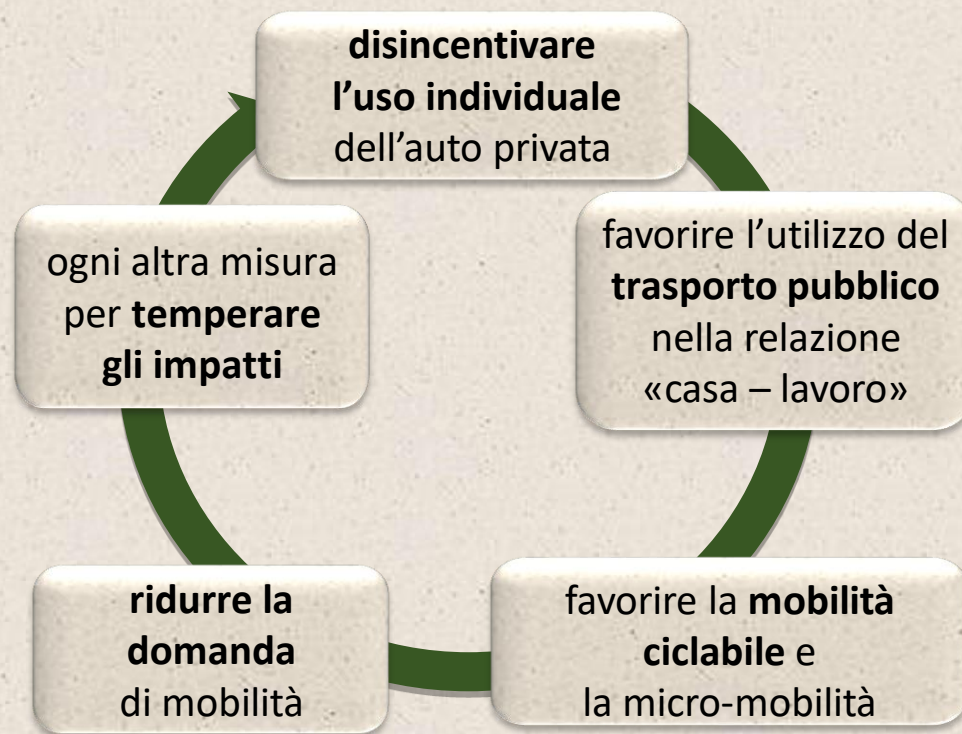 disincentivare
l’uso individuale
dell’auto privata
favorire l’utilizzo del
trasporto pubblico
nella relazione
«casa – lavoro»
favorire la mobilità
ciclabile e
la micro-mobilità
ridurre la
domanda
di mobilità
ogni altra misura
per temperare
gli impatti